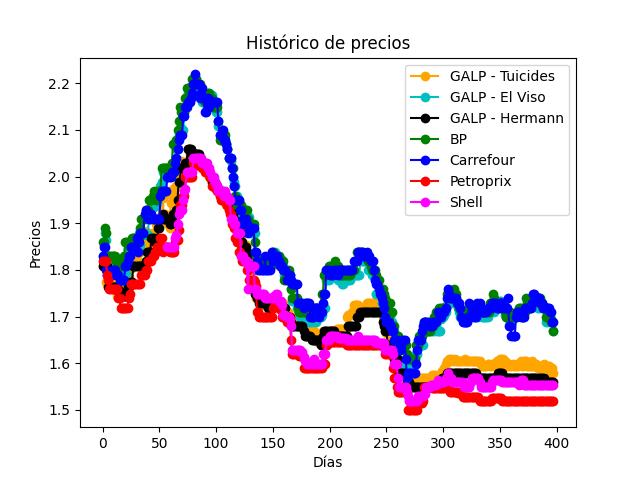 Histórico de precios
GALP - Tuicides
GALP - El Viso
GALP - Hermann
BP
Carrefour
Petroprix
Shell
Precios
2.2
2.1
2.0
1.9
1.8
1.7
1.6
1.5
0 50 100 150 200 250 300 350 400
Días